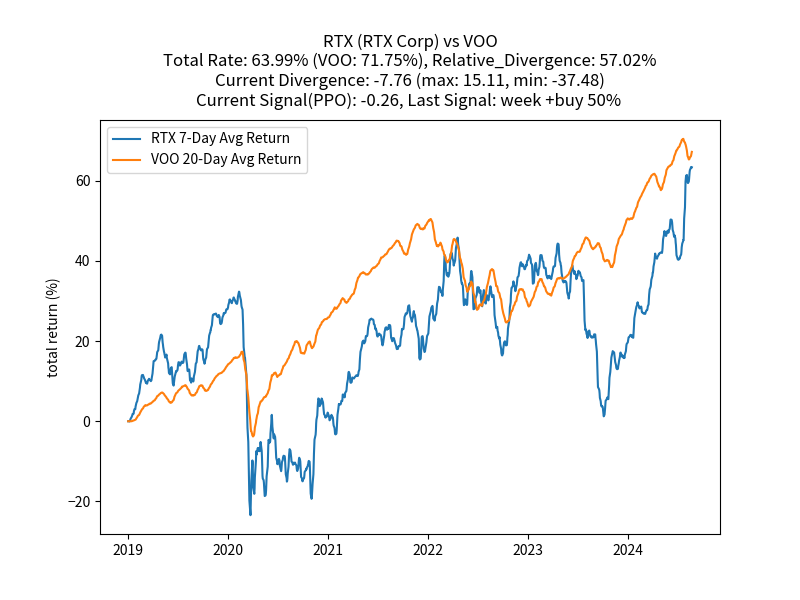 RTX (RTX Corp) vs VOO
Total Rate: 63.99% (VOO: 71.75%), Relative_Divergence: 57.02%
Current Divergence: -7.76 (max: 15.11, min: -37.48)
Current Signal(PPO): -0.26, Last Signal: week +buy 50%
RTX 7-Day Avg Return
VOO 20-Day Avg Return
total return (%)
60
40
20
0
−20
2019 2020 2021 2022 2023 2024